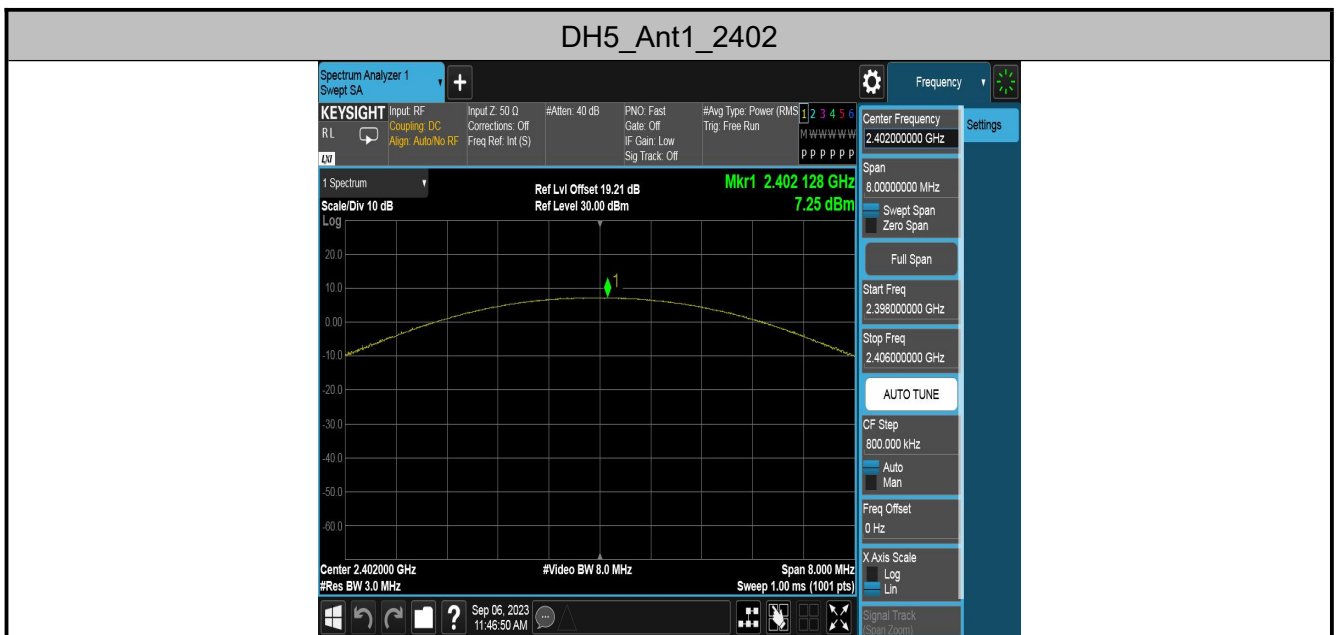 DH5_Ant1_2402
Spectrum Analyzer 1
Swept SA
Frequency
KEYSIGHT
RL
LXI
Input: RF
Coupling: DC
Align: Auto/No RF
Input Z: 50 Ω
Corrections: Off
Freq Ref: Int (S)
#Atten: 40 dB
PNO: Fast
Gate: Off
IF Gain: Low
Sig Track: Off
#Avg Type: Power (RMS
Trig: Free Run
1 2 3 4 5 6
M W W W W W
P P P P P P
1 Spectrum
Scale/Div 10 dB
Log
Ref Lvl Offset 19.21 dB
Ref Level 30.00 dBm
Mkr1 2.402 128 GHz
7.25 dBm
1
20.0
10.0
0.00
-10.0
-20.0
-30.0
-40.0
-50.0
-60.0
Center 2.402000 GHz
#Video BW 8.0 MHz
Span 8.000 MHz
#Res BW 3.0 MHz
Sweep 1.00 ms (1001 pts)
Center Frequency
2.402000000 GHz
Settings
Span
8.00000000 MHz
Swept Span
Zero Span
Full Span
Start Freq
2.398000000 GHz
Stop Freq
2.406000000 GHz
AUTO TUNE
CF Step
800.000 kHz
Auto
Man
Freq Offset
0 Hz
X Axis Scale
Log
Lin
Signal Track
(Span Zoom)
?
Sep 06, 2023
11:46:50 AM